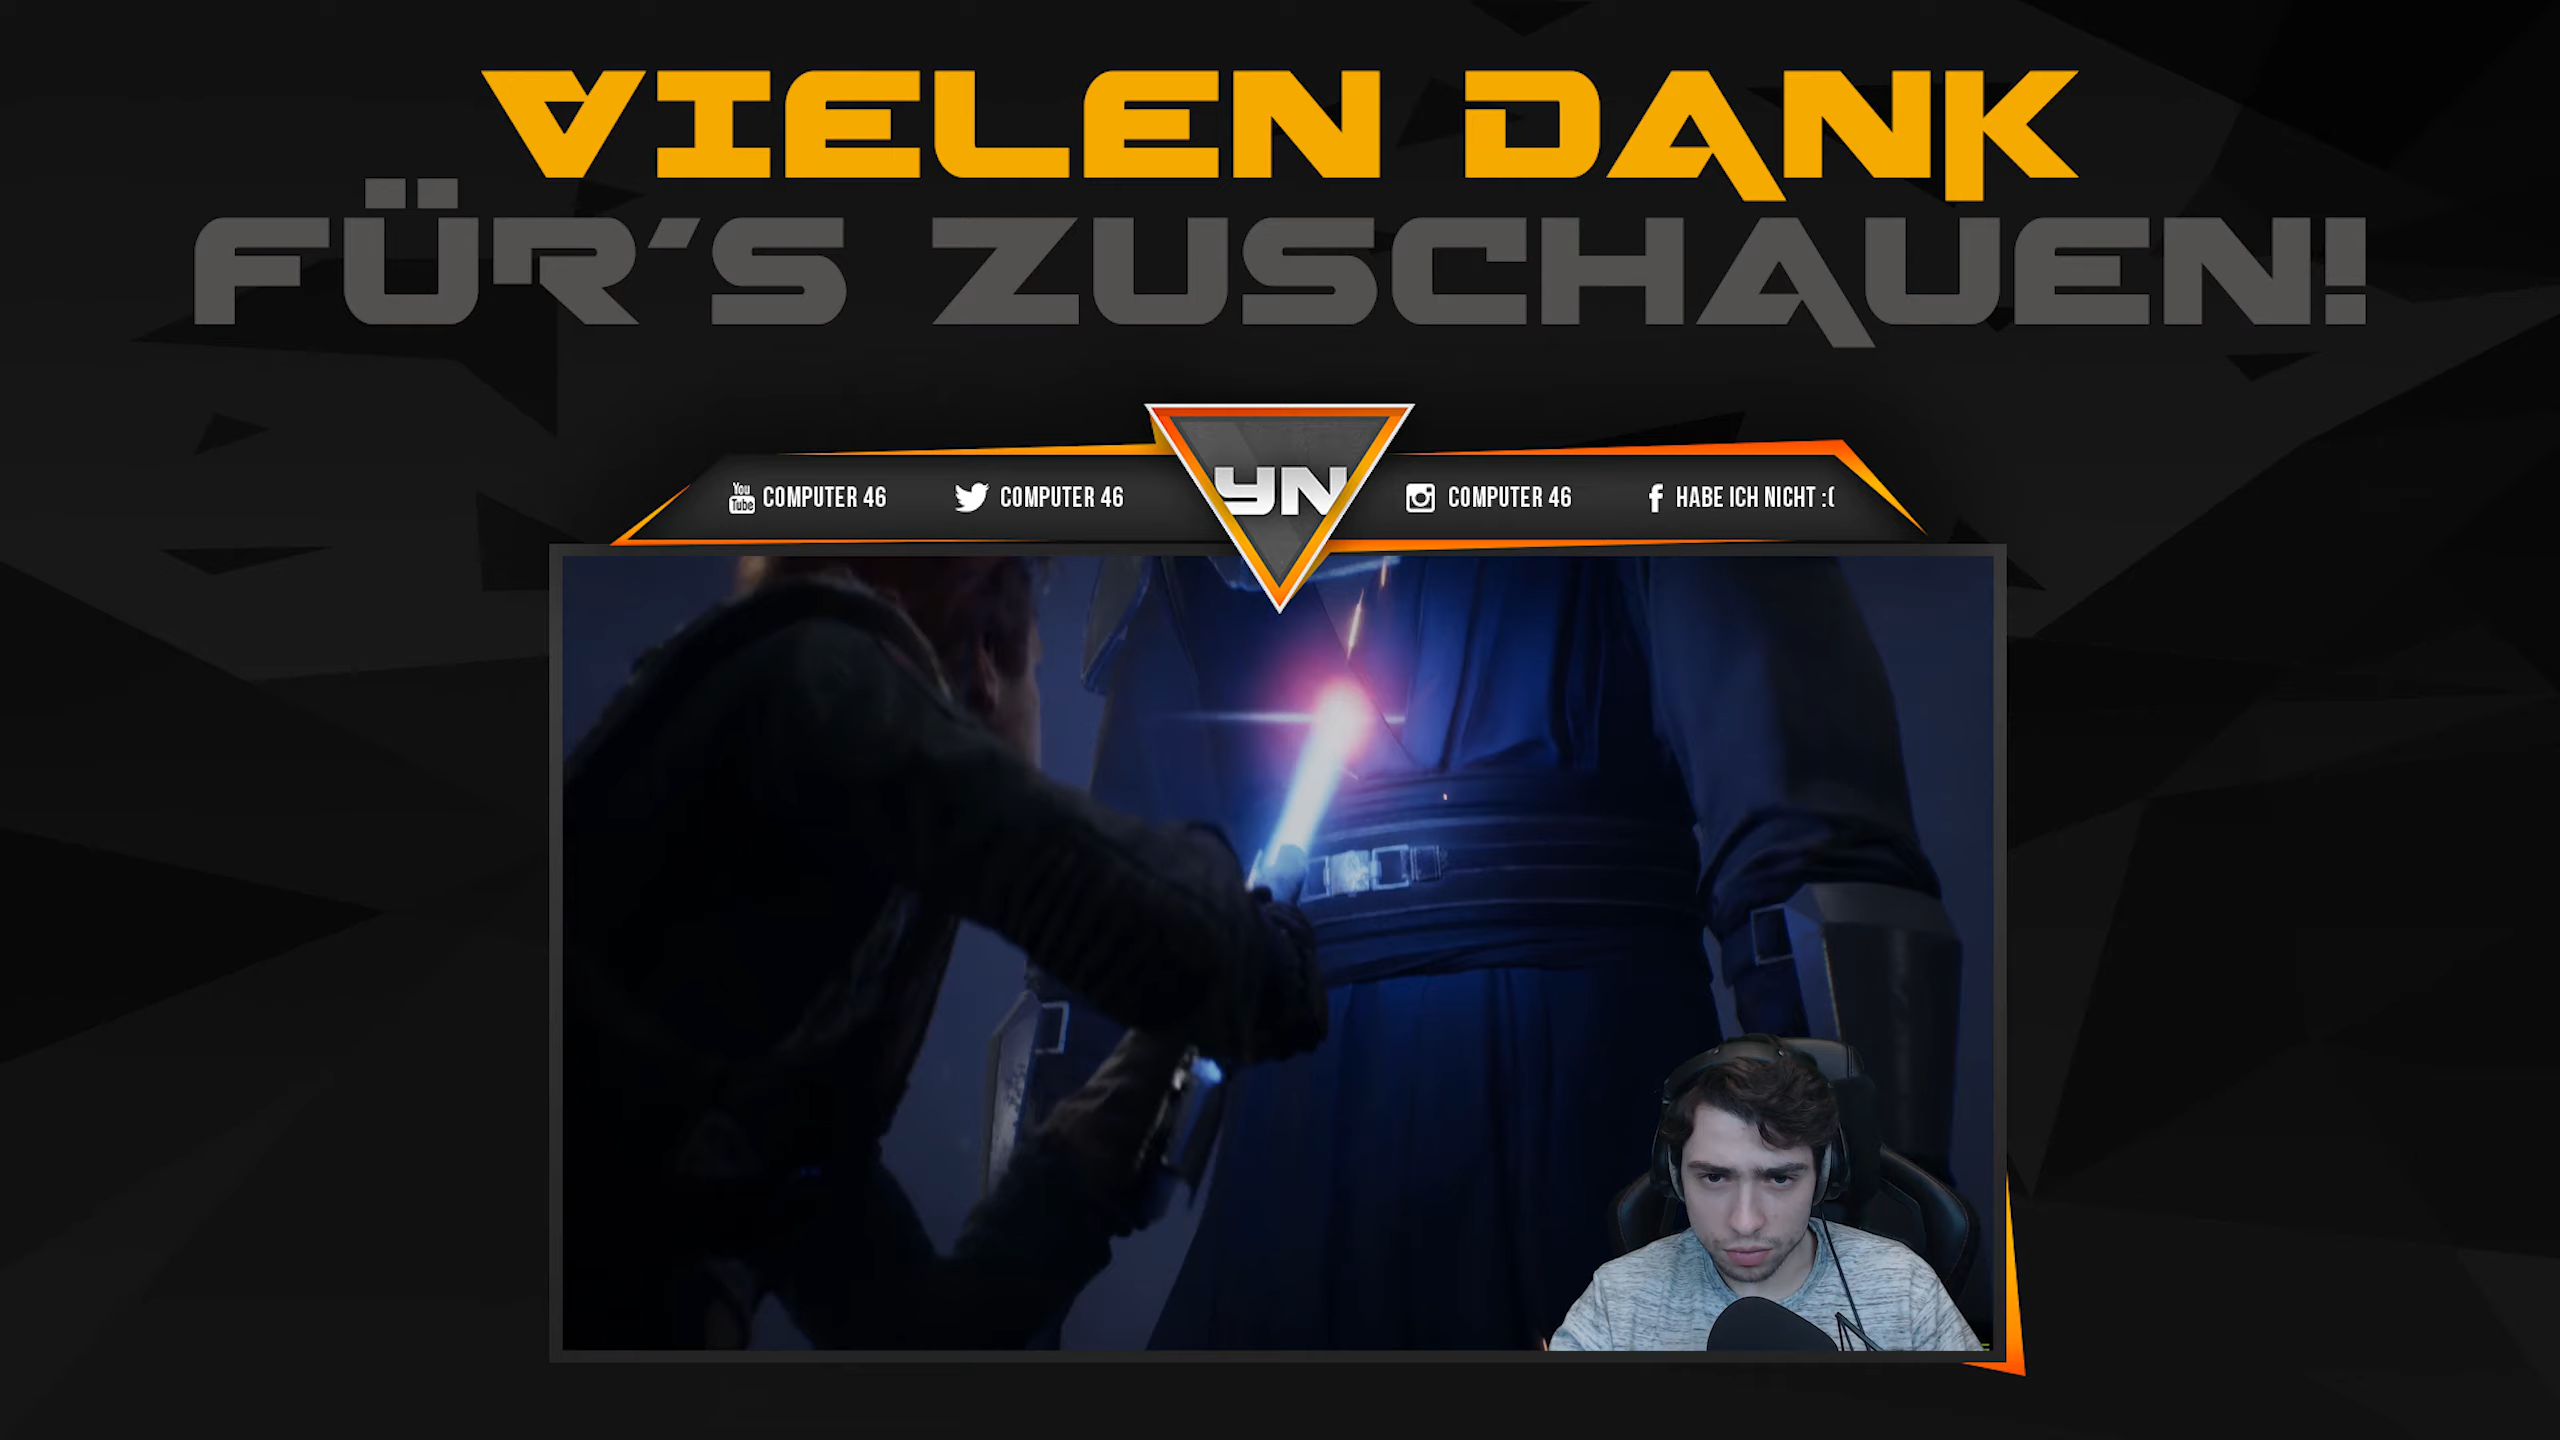 VIELEN DANK
FÜR'S ZUSCHAUEN!
You Tube COMPUTER 46
COMPUTER 46
YN
COMPUTER 46
f HABE ICH NICHT :(